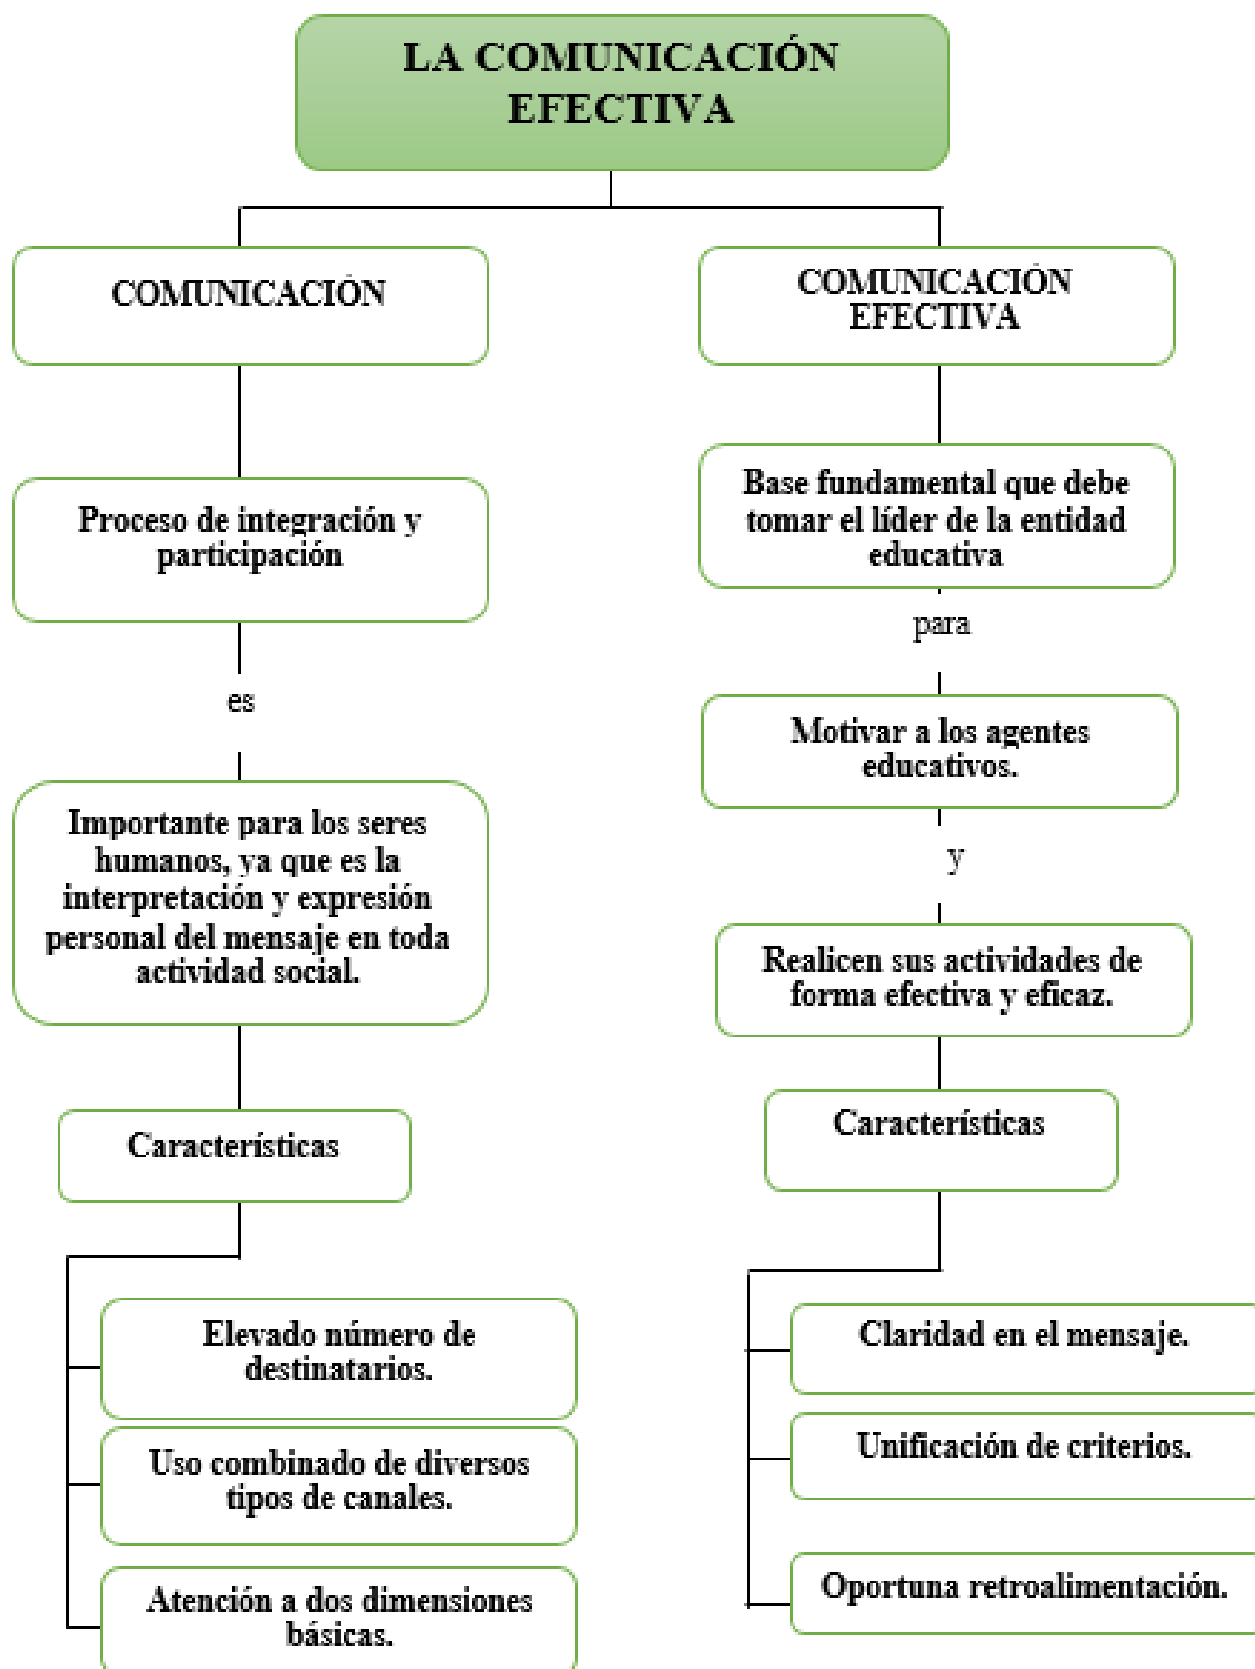 LA COMUNICACIÓN
EFECTIVA
COMUNICACIÓN
Proceso de integración y
participación
es
Importante para los seres
humanos, ya que es la
interpretación y expresión
personal del mensaje en toda
actividad social.
Características
Elevado número de
destinatarios.
Uso combinado de diversos
tipos de canales.
Atención a dos dimensiones
básicas.
COMUNICACIÓN
EFECTIVA
Base fundamental que debe
tomar el líder de la entidad
educativa
para
Motivar a los agentes
educativos.
y
Realicen sus actividades de
forma efectiva y eficaz.
Características
Claridad en el mensaje.
Unificación de criterios.
Oportuna retroalimentación.